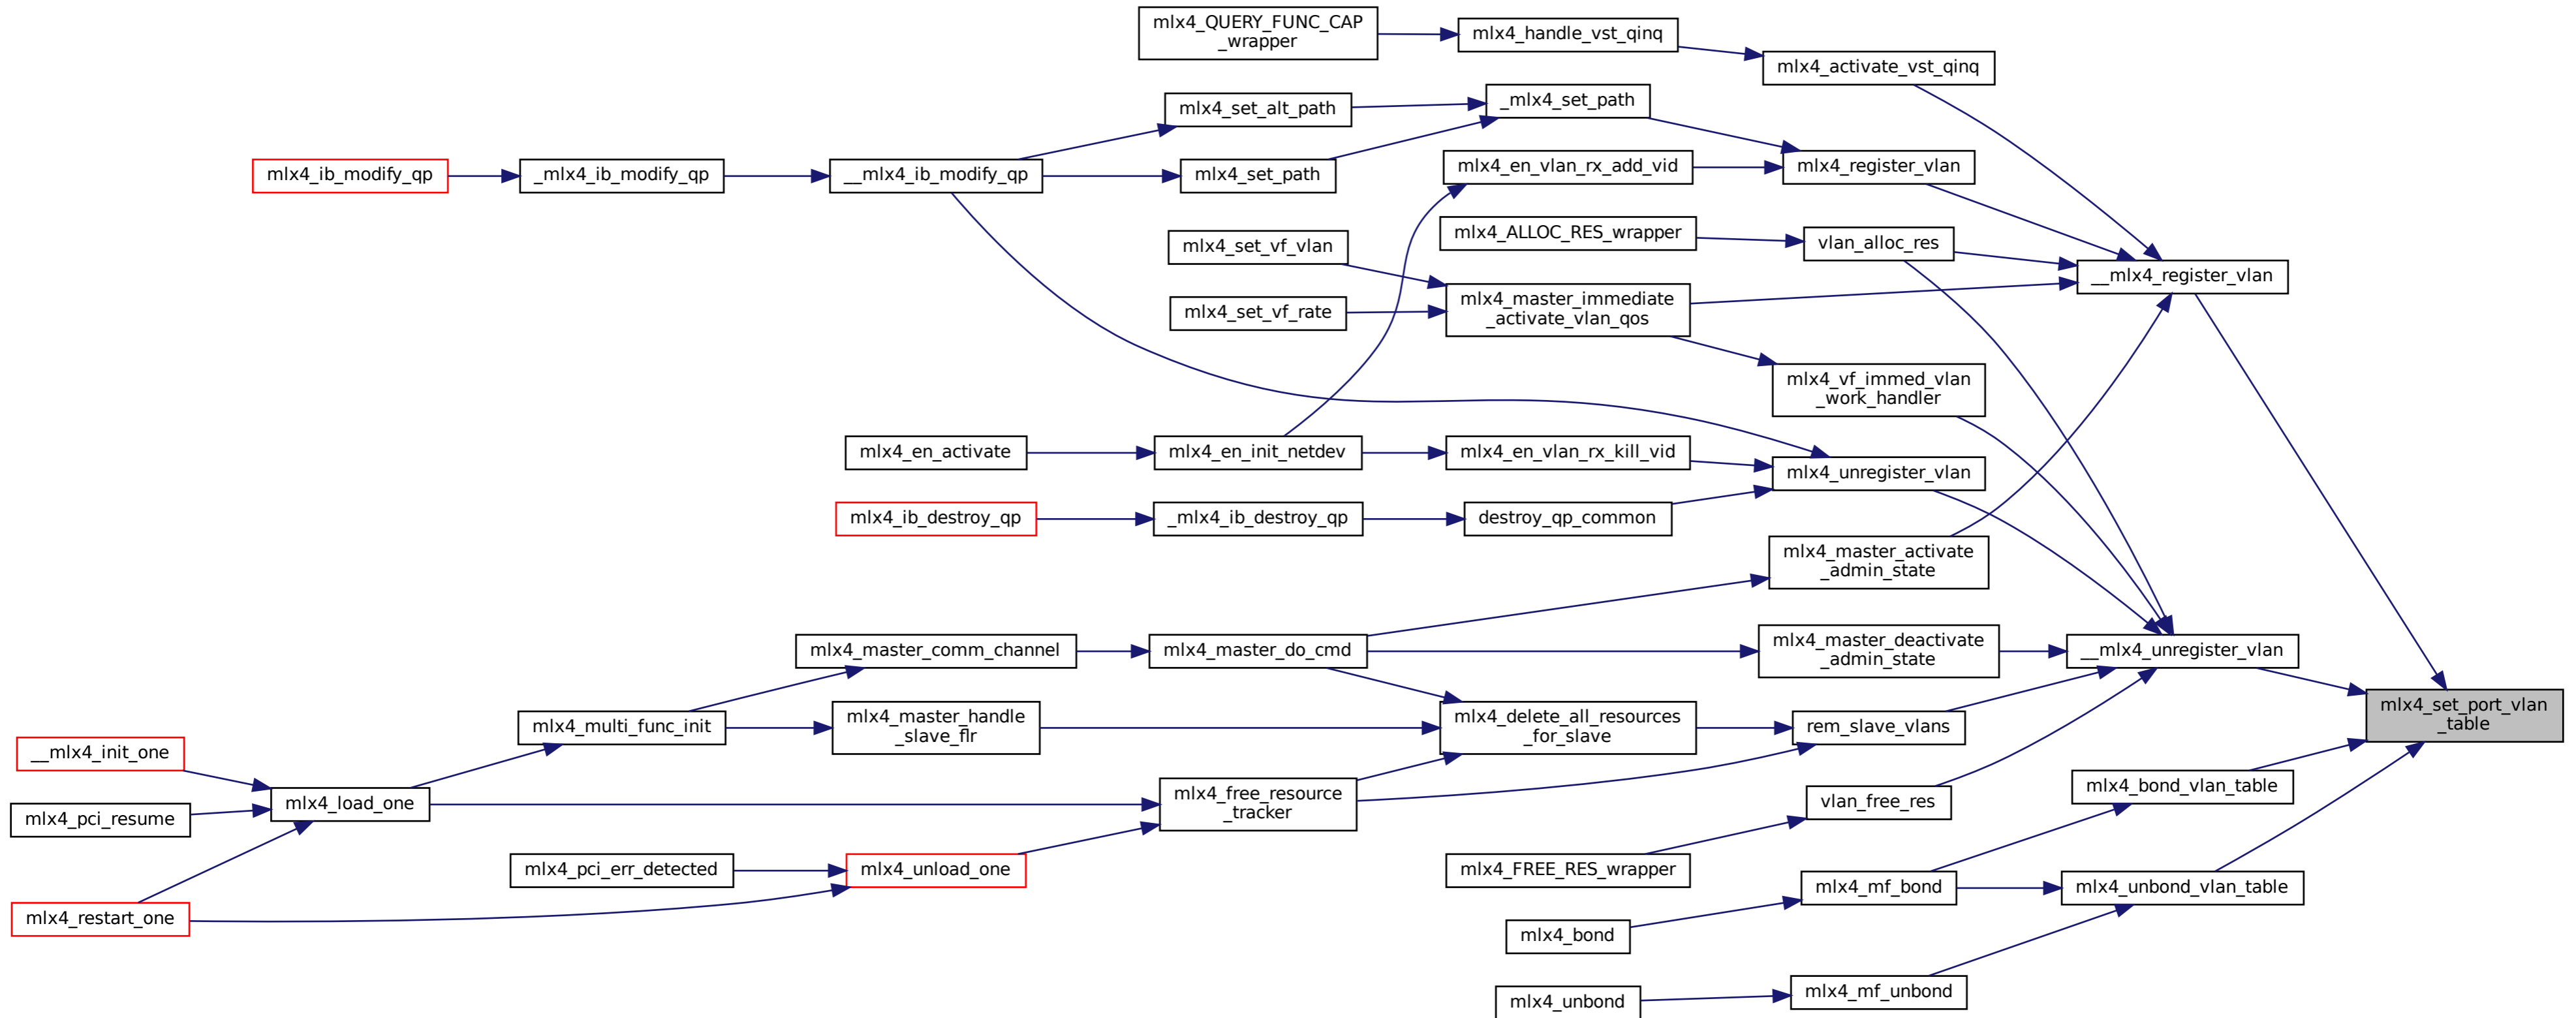 mlx4_QUERY_FUNC_CAP
_wrapper
mlx4_handle_vst_qinq
mlx4_activate_vst_qinq
mlx4_set_alt_path
_mlx4_set_path
mlx4_ib_modify_qp
_mlx4_ib_modify_qp
__mlx4_ib_modify_qp
mlx4_set_path
mlx4_en_vlan_rx_add_vid
mlx4_register_vlan
mlx4_ALLOC_RES_wrapper
vlan_alloc_res
mlx4_set_vf_vlan
__mlx4_register_vlan
mlx4_set_vf_rate
mlx4_master_immediate
_activate_vlan_qos
mlx4_vf_immed_vlan
_work_handler
mlx4_en_activate
mlx4_en_init_netdev
mlx4_en_vlan_rx_kill_vid
mlx4_unregister_vlan
mlx4_ib_destroy_qp
_mlx4_ib_destroy_qp
destroy_qp_common
mlx4_master_activate
_admin_state
mlx4_master_comm_channel
mlx4_master_do_cmd
mlx4_master_deactivate
_admin_state
__mlx4_unregister_vlan
mlx4_multi_func_init
mlx4_master_handle
_slave_flr
mlx4_delete_all_resources
_for_slave
rem_slave_vlans
mlx4_set_port_vlan
_table
__mlx4_init_one
mlx4_pci_resume
mlx4_load_one
mlx4_free_resource
_tracker
vlan_free_res
mlx4_bond_vlan_table
mlx4_pci_err_detected
mlx4_unload_one
mlx4_FREE_RES_wrapper
mlx4_mf_bond
mlx4_unbond_vlan_table
mlx4_restart_one
mlx4_bond
mlx4_unbond
mlx4_mf_unbond